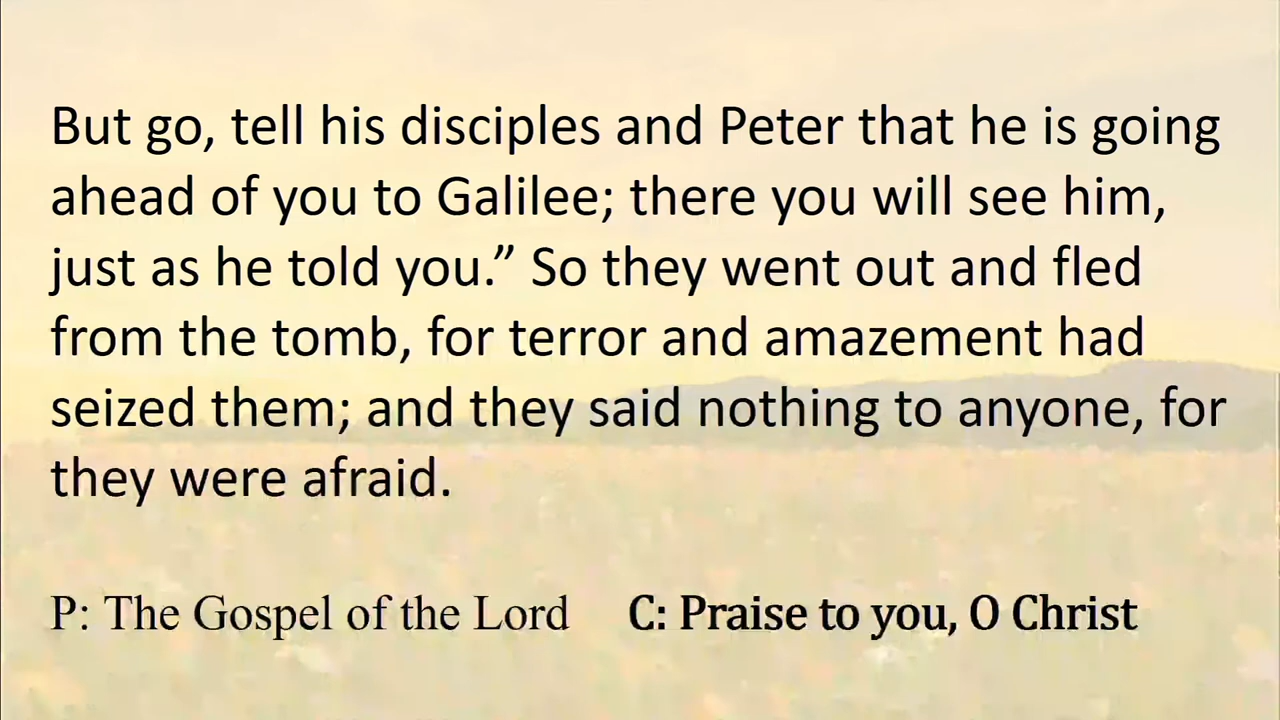 But go, tell his disciples and Peter that he is going
ahead of you to Galilee; there you will see him,
just as he told you.” So they went out and fled
from the tomb, for terror and amazement had
seized them; and they said nothing to anyone, for
they were afraid.
P: The Gospel of the Lord C: Praise to you, O Christ